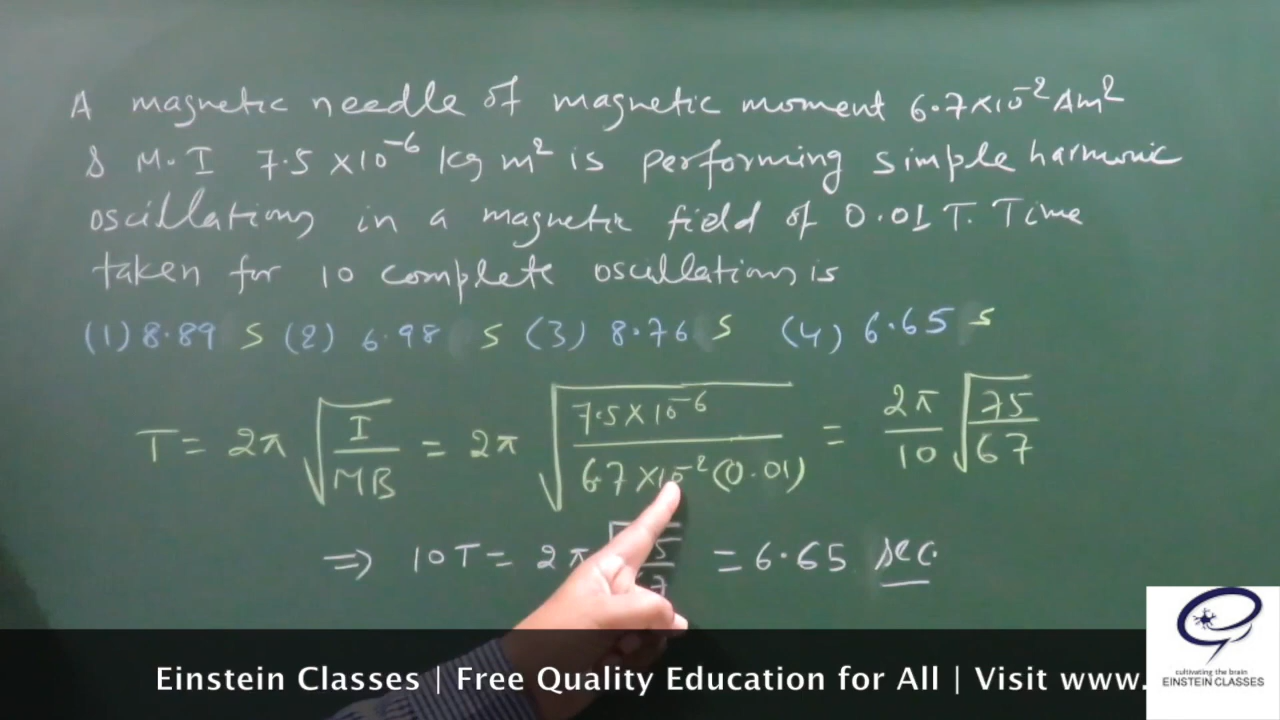 A magnetic needle of magnetic moment 6.7×10⁻² Am²
& M.I 7.5×10⁻⁶ kg m² is performing simple harmonic
oscillations in a magnetic field of 0.01 T. Time
taken for 10 complete oscillations is
(1) 8.89 s (2) 6.98 s (3) 8.76 s (4) 6.65 s
T = 2π √(I/MB) = 2π √(7.5×10⁻⁶/6.7×10⁻²(0.01)) = 2π/10 √(75/67)
⇒ 10T = 2π = 6.65 sec.
Einstein Classes | Free Quality Education for All | Visit www.
cultivating the brain
EINSTEIN CLASSES